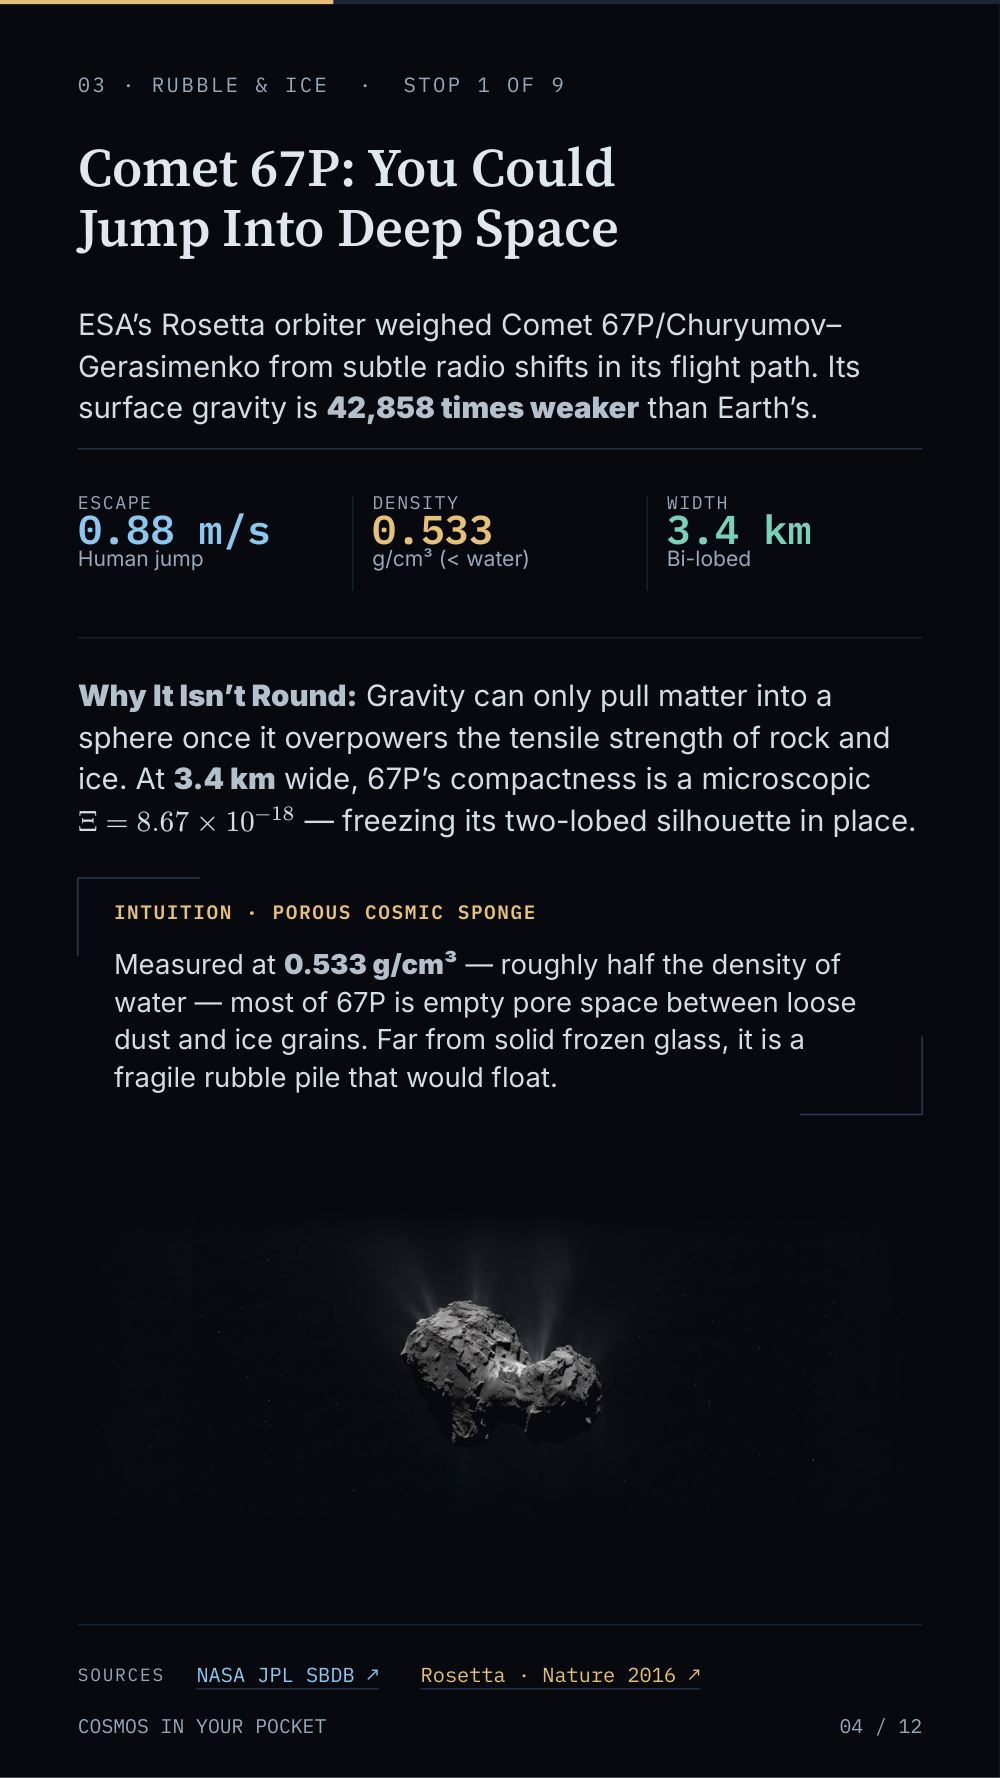 03 · RUBBLE & ICE · STOP 1 OF 9
Comet 67P: You Could
Jump Into Deep Space
ESA’s Rosetta orbiter weighed Comet 67P/Churyumov–
Gerasimenko from subtle radio shifts in its flight path. Its
surface gravity is 42,858 times weaker than Earth’s.
ESCAPE
0.88 m/s
Human jump
DENSITY
0.533
g/cm³ (< water)
WIDTH
3.4 km
Bi-lobed
Why It Isn’t Round: Gravity can only pull matter into a
sphere once it overpowers the tensile strength of rock and
ice. At 3.4 km wide, 67P’s compactness is a microscopic
Ξ = 8.67 × 10⁻¹⁸ — freezing its two-lobed silhouette in place.
INTUITION · POROUS COSMIC SPONGE
Measured at 0.533 g/cm³ — roughly half the density of
water — most of 67P is empty pore space between loose
dust and ice grains. Far from solid frozen glass, it is a
fragile rubble pile that would float.
SOURCES NASA JPL SBDB ↗ Rosetta · Nature 2016 ↗
COSMOS IN YOUR POCKET 04 / 12